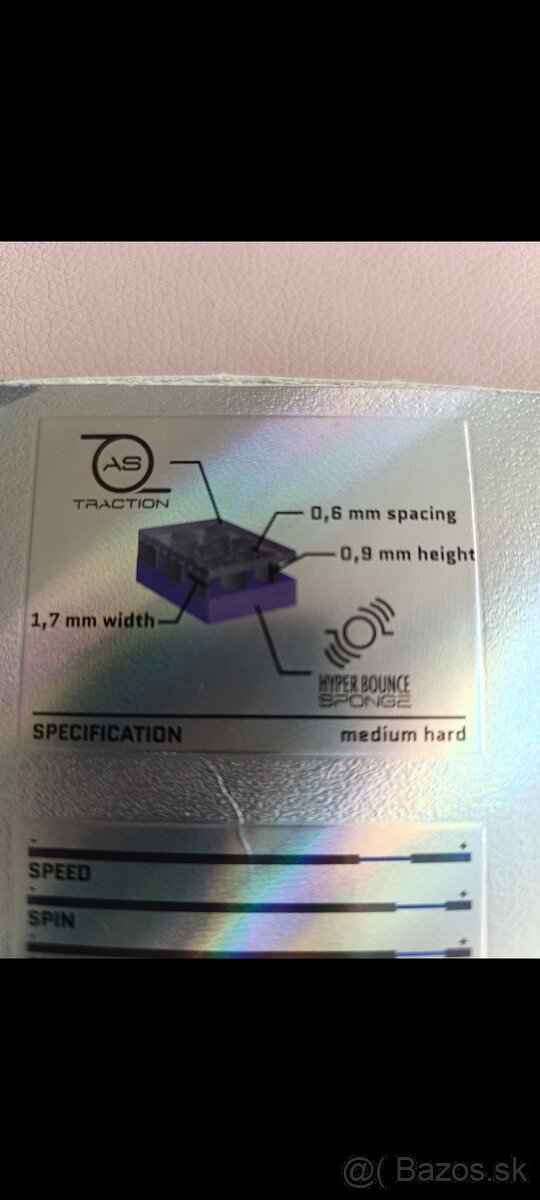 AS
TRACTION
0,6 mm spacing
0,9 mm height
1,7 mm width
HYPER BOUNCE
SPONGE
SPECIFICATION
medium hard
- +
SPEED
- +
SPIN
- +
@( Bazos.sk